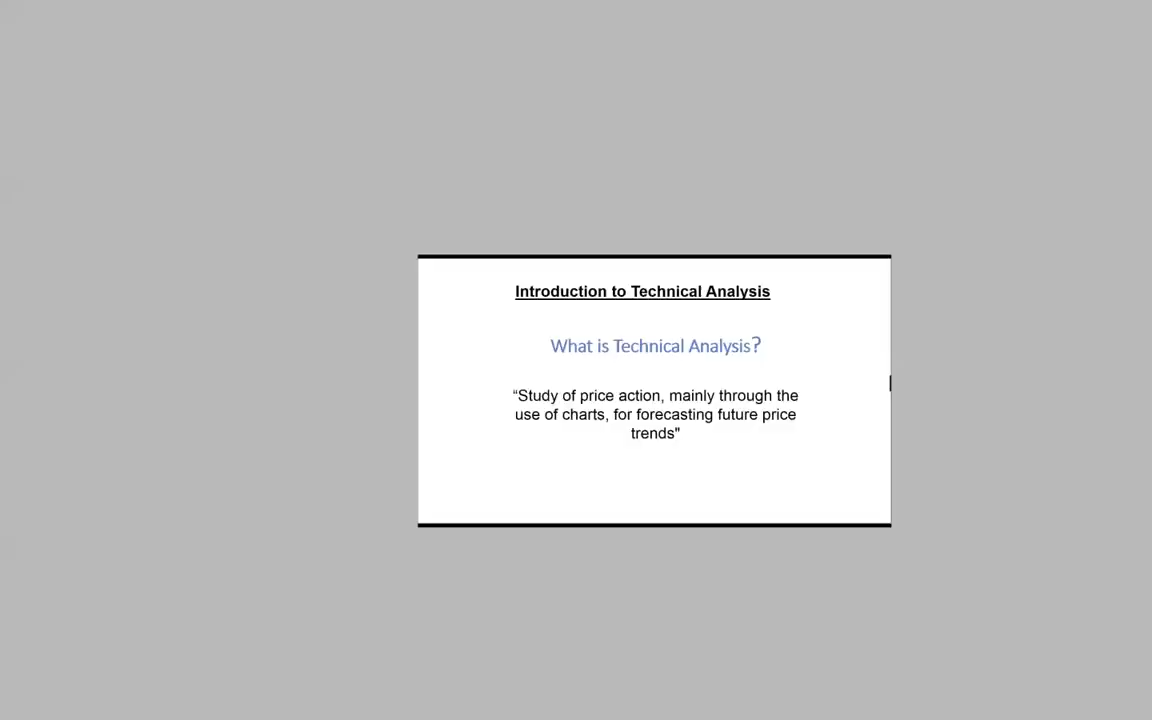 Introduction to Technical Analysis
What is Technical Analysis?
“Study of price action, mainly through the
use of charts, for forecasting future price
trends"